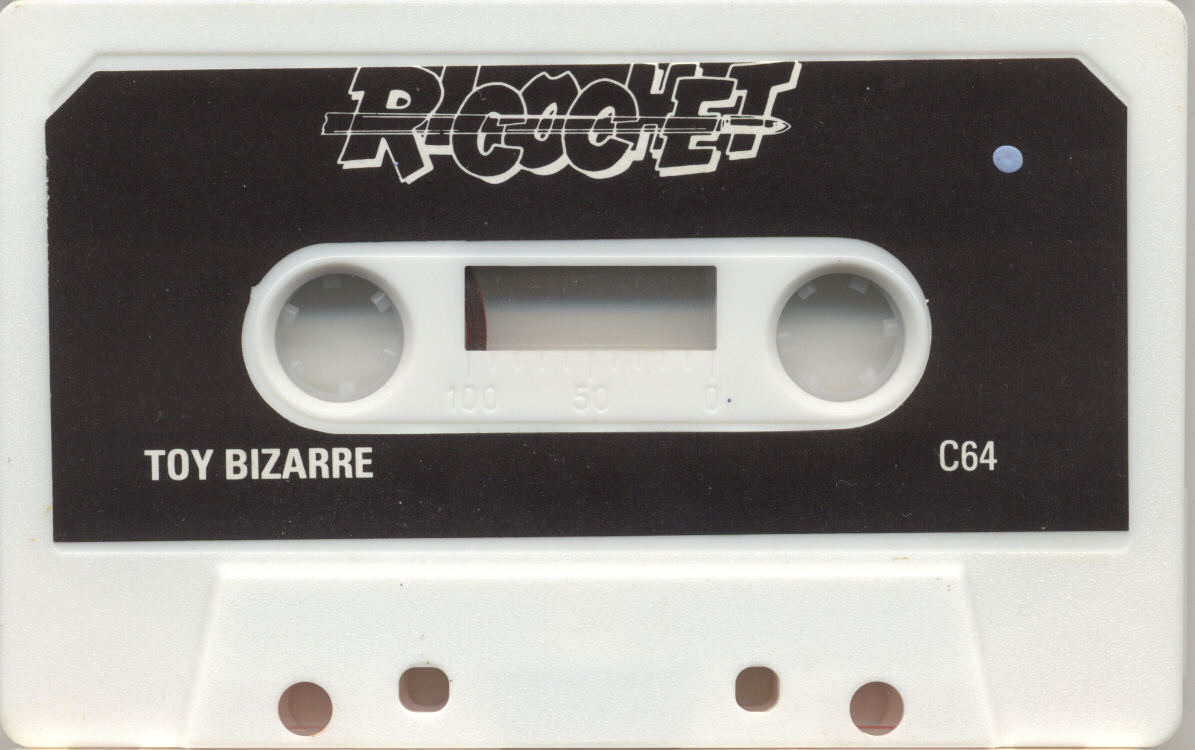 RICOCHET
100 50 0
TOY BIZARRE
C64